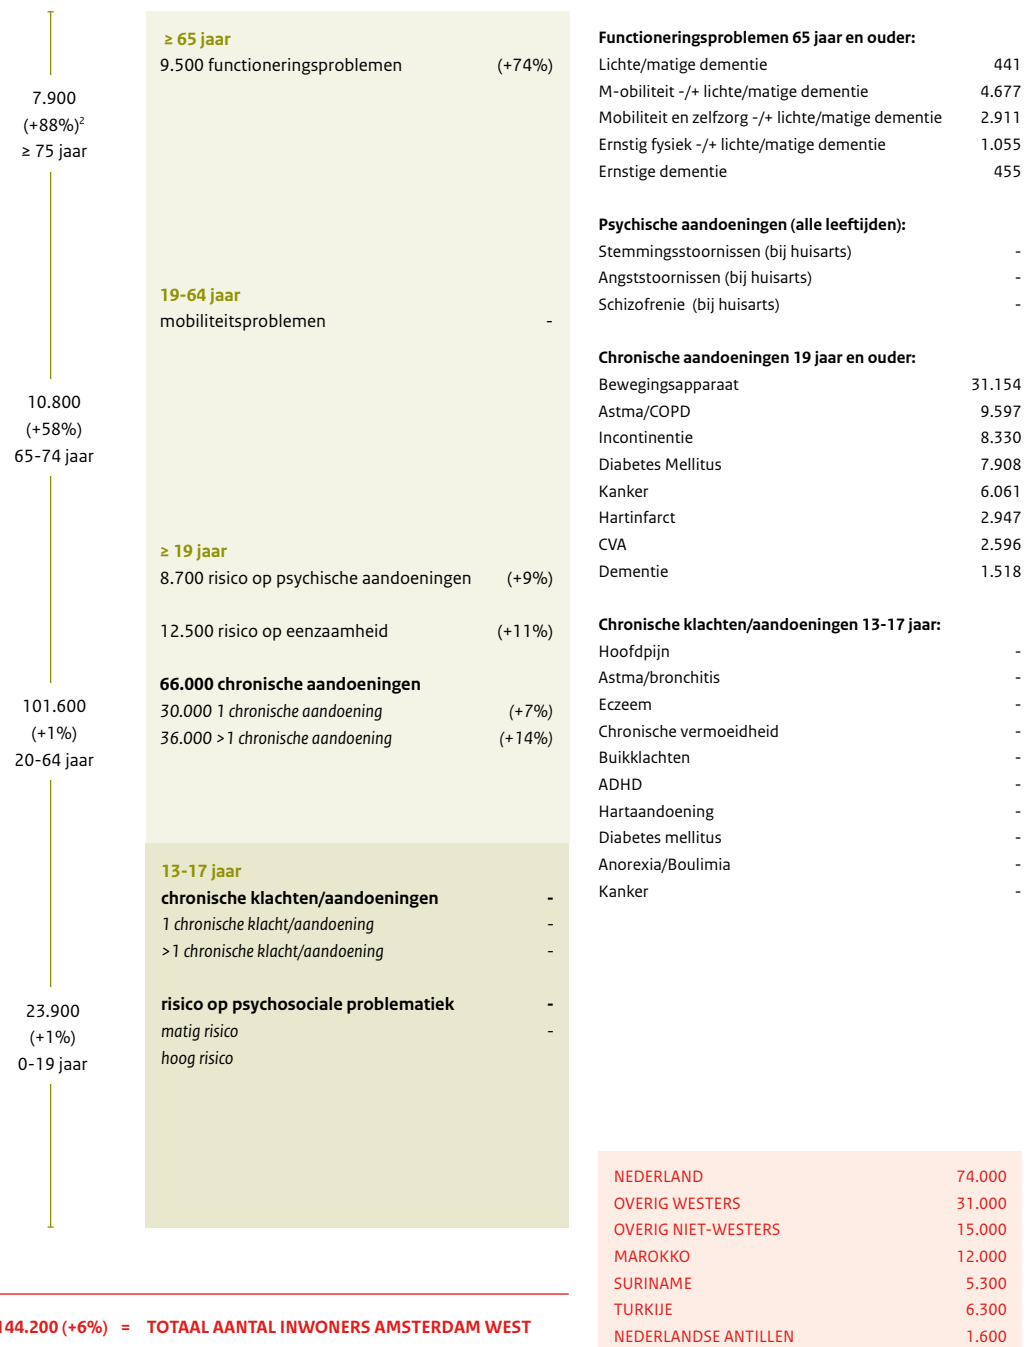 7.900
(+88%)²
≥ 75 jaar
10.800
(+58%)
65-74 jaar
101.600
(+1%)
20-64 jaar
23.900
(+1%)
0-19 jaar
≥ 65 jaar
9.500 functioneringsproblemen (+74%)
19-64 jaar
mobiliteitsproblemen -
≥ 19 jaar
8.700 risico op psychische aandoeningen (+9%)
12.500 risico op eenzaamheid (+11%)
66.000 chronische aandoeningen
30.000 1 chronische aandoening (+7%)
36.000 >1 chronische aandoening (+14%)
13-17 jaar
chronische klachten/aandoeningen -
1 chronische klacht/aandoening -
>1 chronische klacht/aandoening -
risico op psychosociale problematiek -
matig risico -
hoog risico
Functioneringsproblemen 65 jaar en ouder:
Lichte/matige dementie 441
M-obiliteit -/+ lichte/matige dementie 4.677
Mobiliteit en zelfzorg -/+ lichte/matige dementie 2.911
Ernstig fysiek -/+ lichte/matige dementie 1.055
Ernstige dementie 455
Psychische aandoeningen (alle leeftijden):
Stemmingsstoornissen (bij huisarts) -
Angststoornissen (bij huisarts) -
Schizofrenie (bij huisarts) -
Chronische aandoeningen 19 jaar en ouder:
Bewegingsapparaat 31.154
Astma/COPD 9.597
Incontinentie 8.330
Diabetes Mellitus 7.908
Kanker 6.061
Hartinfarct 2.947
CVA 2.596
Dementie 1.518
Chronische klachten/aandoeningen 13-17 jaar:
Hoofdpijn -
Astma/bronchitis -
Eczeem -
Chronische vermoeidheid -
Buikklachten -
ADHD -
Hartaandoening -
Diabetes mellitus -
Anorexia/Boulimia -
Kanker -
NEDERLAND 74.000
OVERIG WESTERS 31.000
OVERIG NIET-WESTERS 15.000
MAROKKO 12.000
SURINAME 5.300
TURKIJE 6.300
NEDERLANDSE ANTILLEN 1.600
144.200 (+6%) = TOTAAL AANTAL INWONERS AMSTERDAM WEST